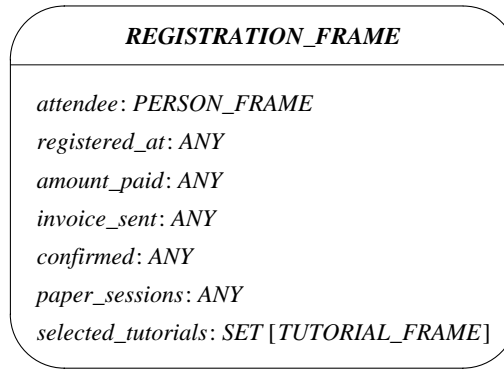 REGISTRATION_FRAME
attendee: PERSON_FRAME
registered_at: ANY
amount_paid: ANY
invoice_sent: ANY
confirmed: ANY
paper_sessions: ANY
selected_tutorials: SET [TUTORIAL_FRAME]